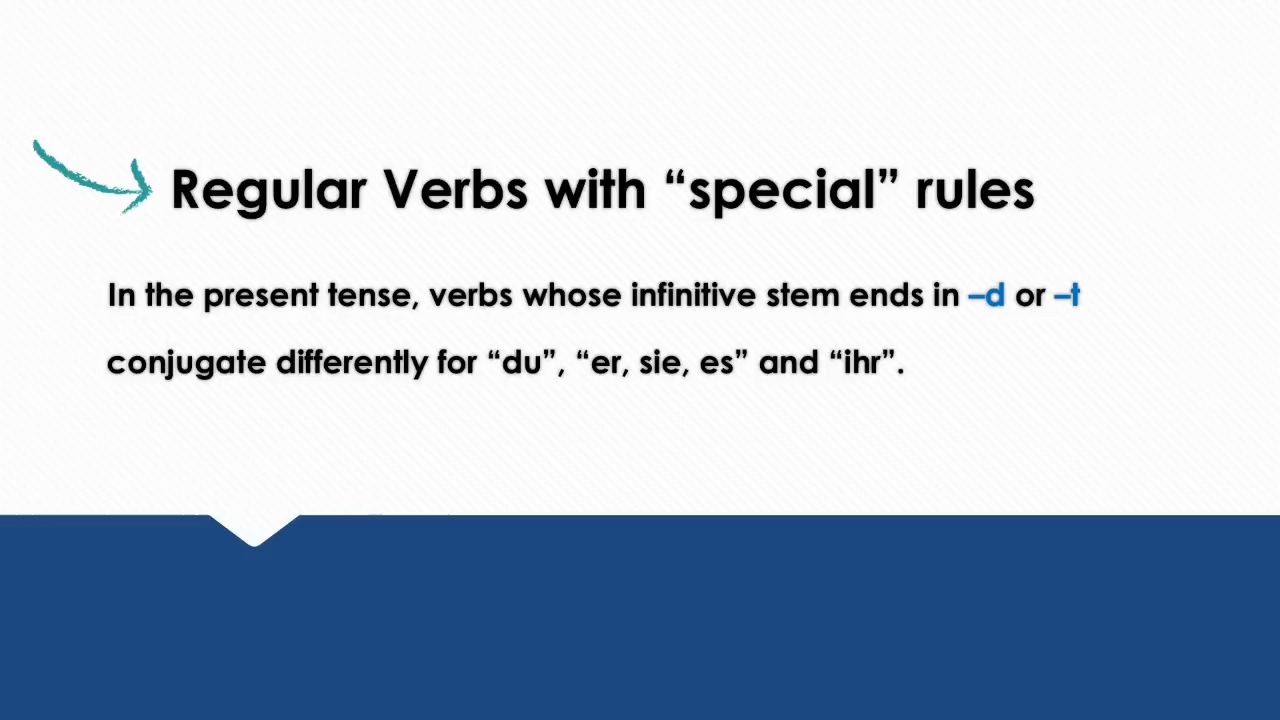 Regular Verbs with “special” rules
In the present tense, verbs whose infinitive stem ends in –d or –t
conjugate differently for “du”, “er, sie, es” and “ihr”.